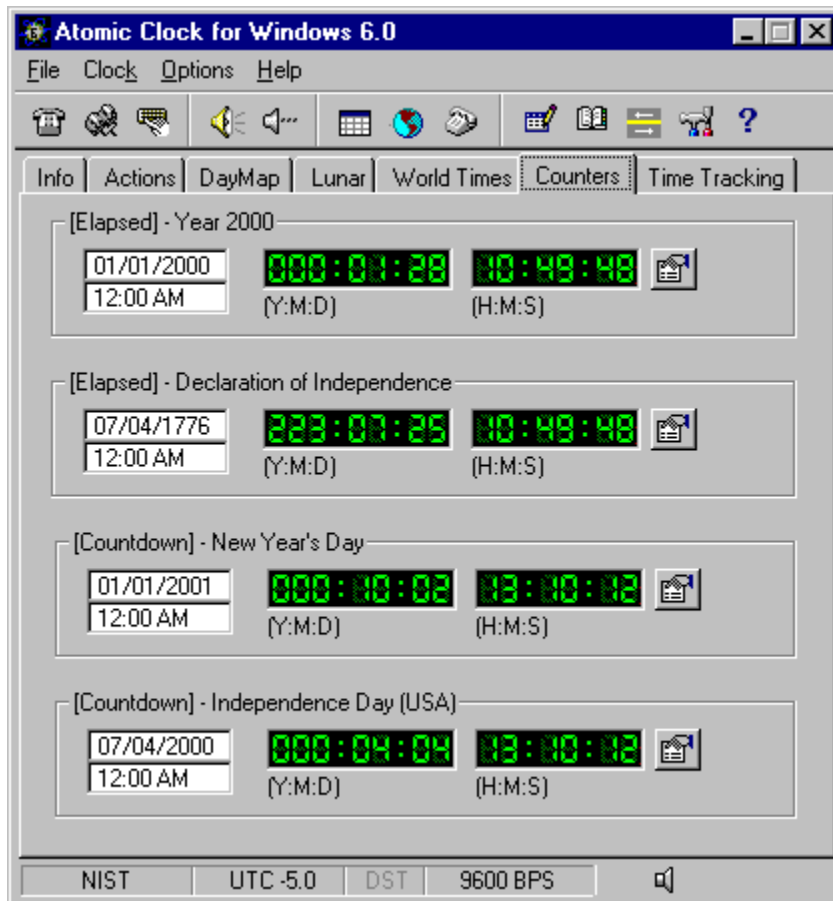 Atomic Clock for Windows 6.0
File Clock Options Help
Info Actions DayMap Lunar World Times Counters Time Tracking
[Elapsed] - Year 2000
01/01/2000 000:01:28 10:49:48
12:00 AM (Y:M:D) (H:M:S)
[Elapsed] - Declaration of Independence
07/04/1776 223:07:25 10:49:48
12:00 AM (Y:M:D) (H:M:S)
[Countdown] - New Year's Day
01/01/2001 000:10:02 13:10:12
12:00 AM (Y:M:D) (H:M:S)
[Countdown] - Independence Day (USA)
07/04/2000 000:04:04 13:10:12
12:00 AM (Y:M:D) (H:M:S)
NIST UTC -5.0 DST 9600 BPS